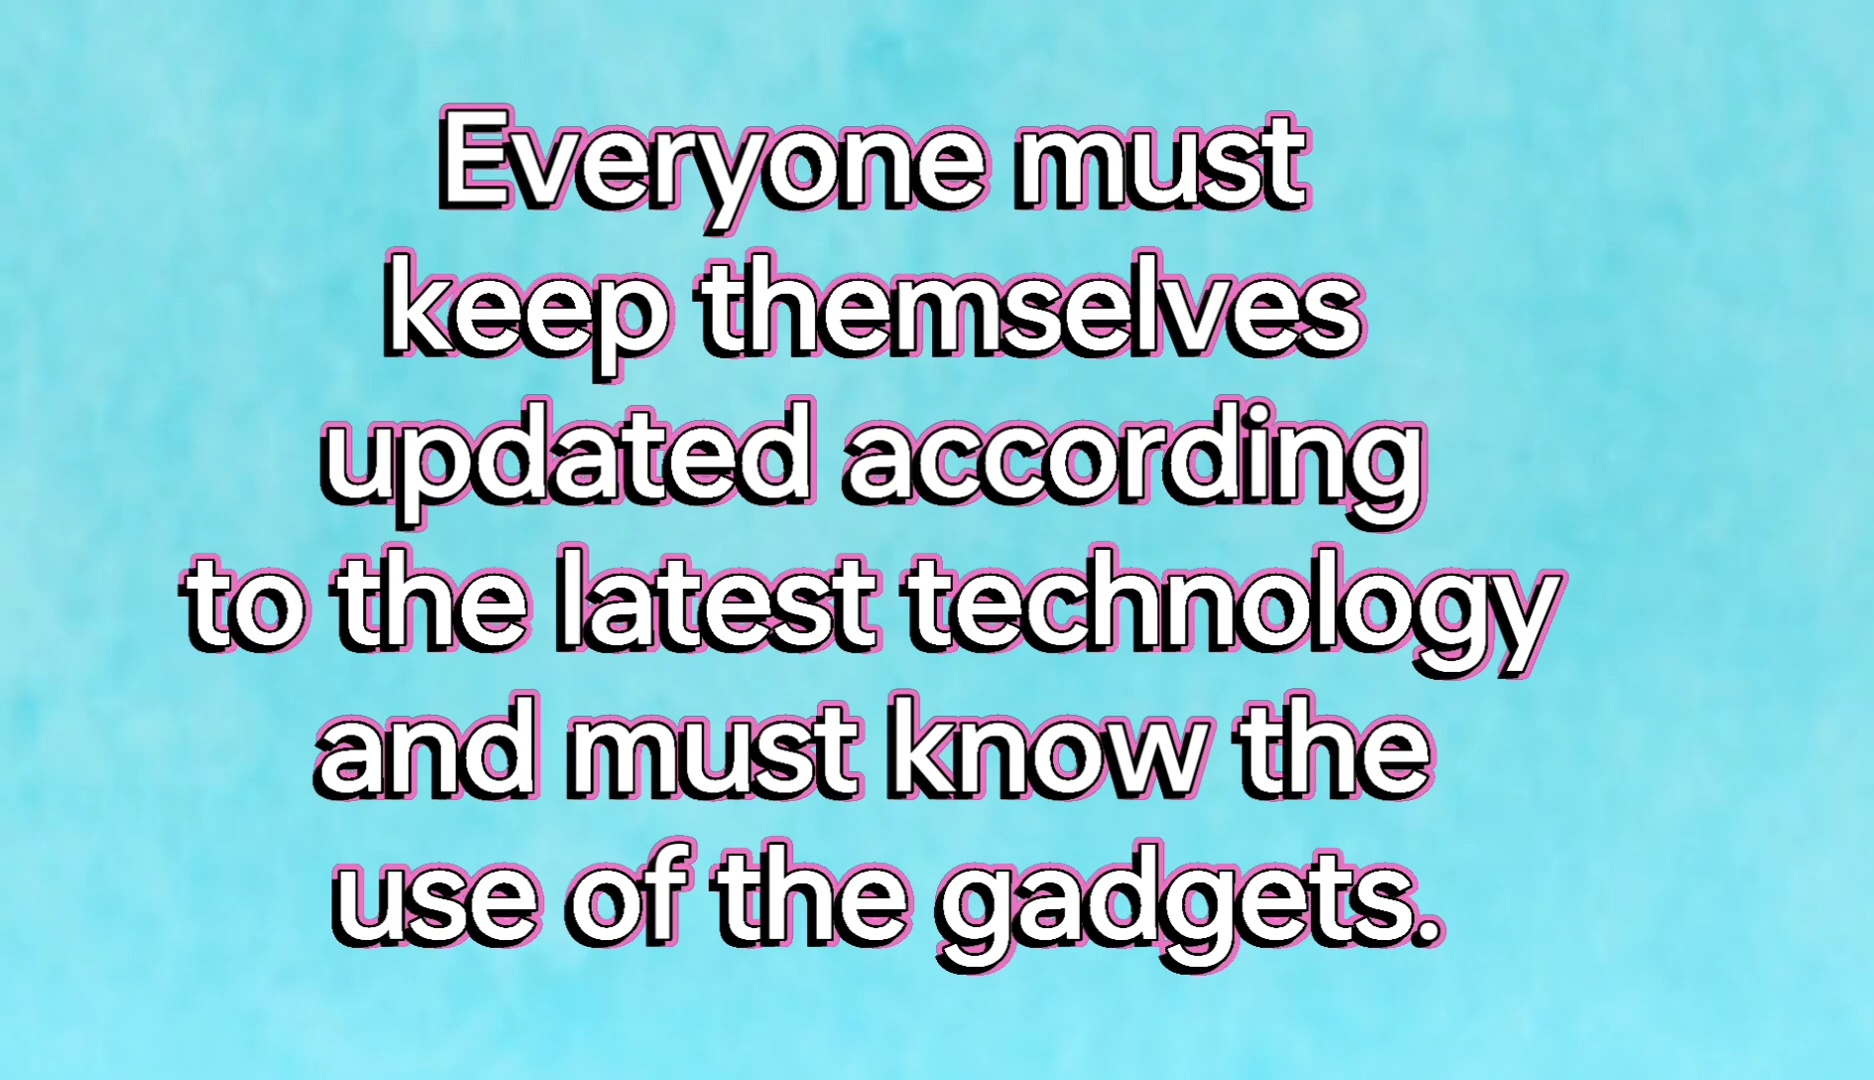 Everyone must
keep themselves
updated according
to the latest technology
and must know the
use of the gadgets.